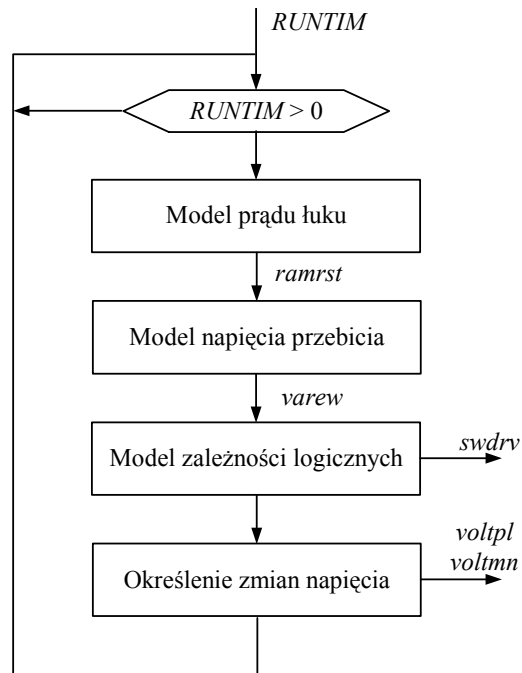 RUNTIM
RUNTIM > 0
Model prądu łuku
ramrst
Model napięcia przebicia
varew
Model zależności logicznych
swdrv
voltpl
voltmn
Określenie zmian napięcia